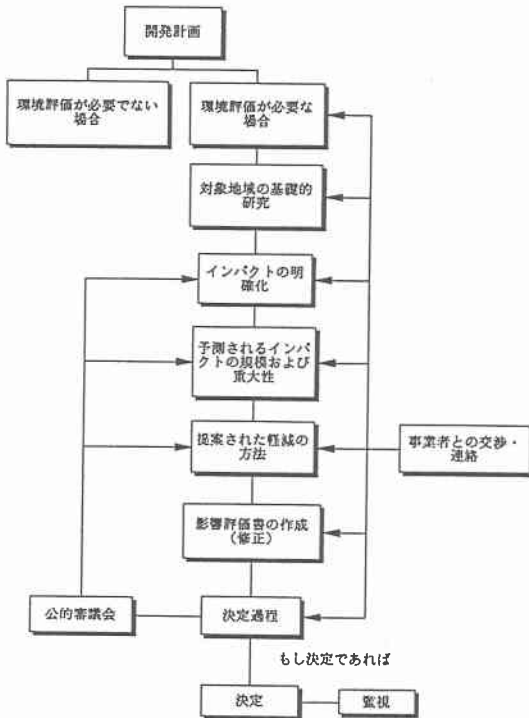 開発計画
環境評価が必要でない
場合
環境評価が必要な
場合
対象地域の基礎的
研究
インパクトの明
確化
予測されるインパ
クトの規模および
重大性
提案された軽減の
方法
事業者との交渉・
連絡
影響評価書の作成
（修正）
公的審議会
決定過程
もし決定であれば
決定
監視